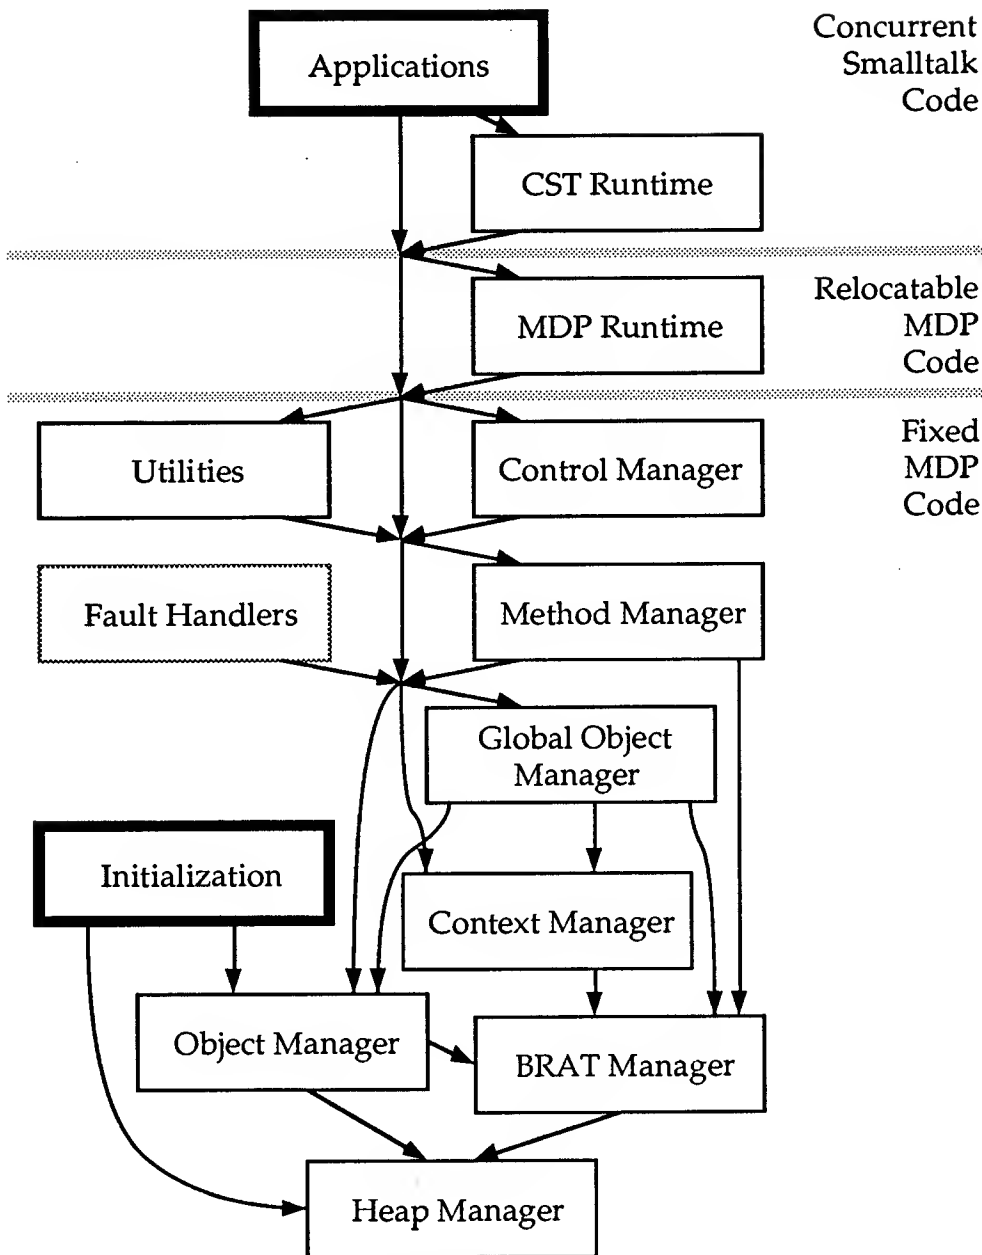 Applications
Concurrent
Smalltalk
Code
CST Runtime
MDP Runtime
Relocatable
MDP
Code
Utilities
Control Manager
Fixed
MDP
Code
Fault Handlers
Method Manager
Global Object
Manager
Initialization
Context Manager
Object Manager
BRAT Manager
Heap Manager